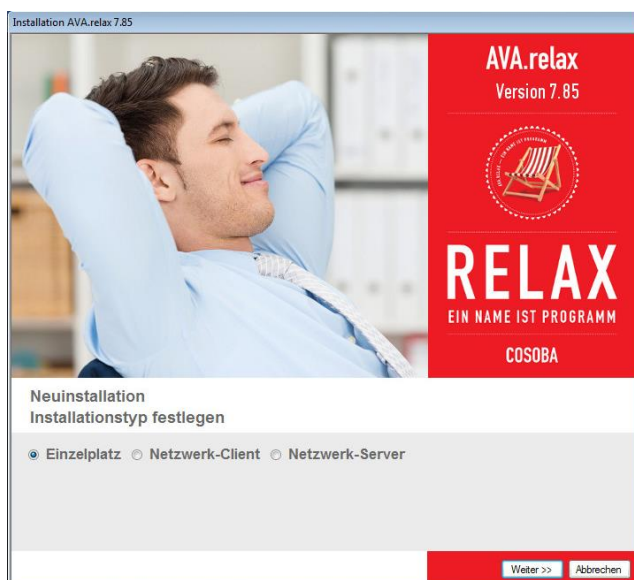 Installation AVA.relax 7.85
AVA.relax
Version 7.85
RELAX
EIN NAME IST PROGRAMM
COSOBA
Neuinstallation
Installationstyp festlegen
Einzelplatz Netzwerk-Client Netzwerk-Server
Weiter >> Abbrechen